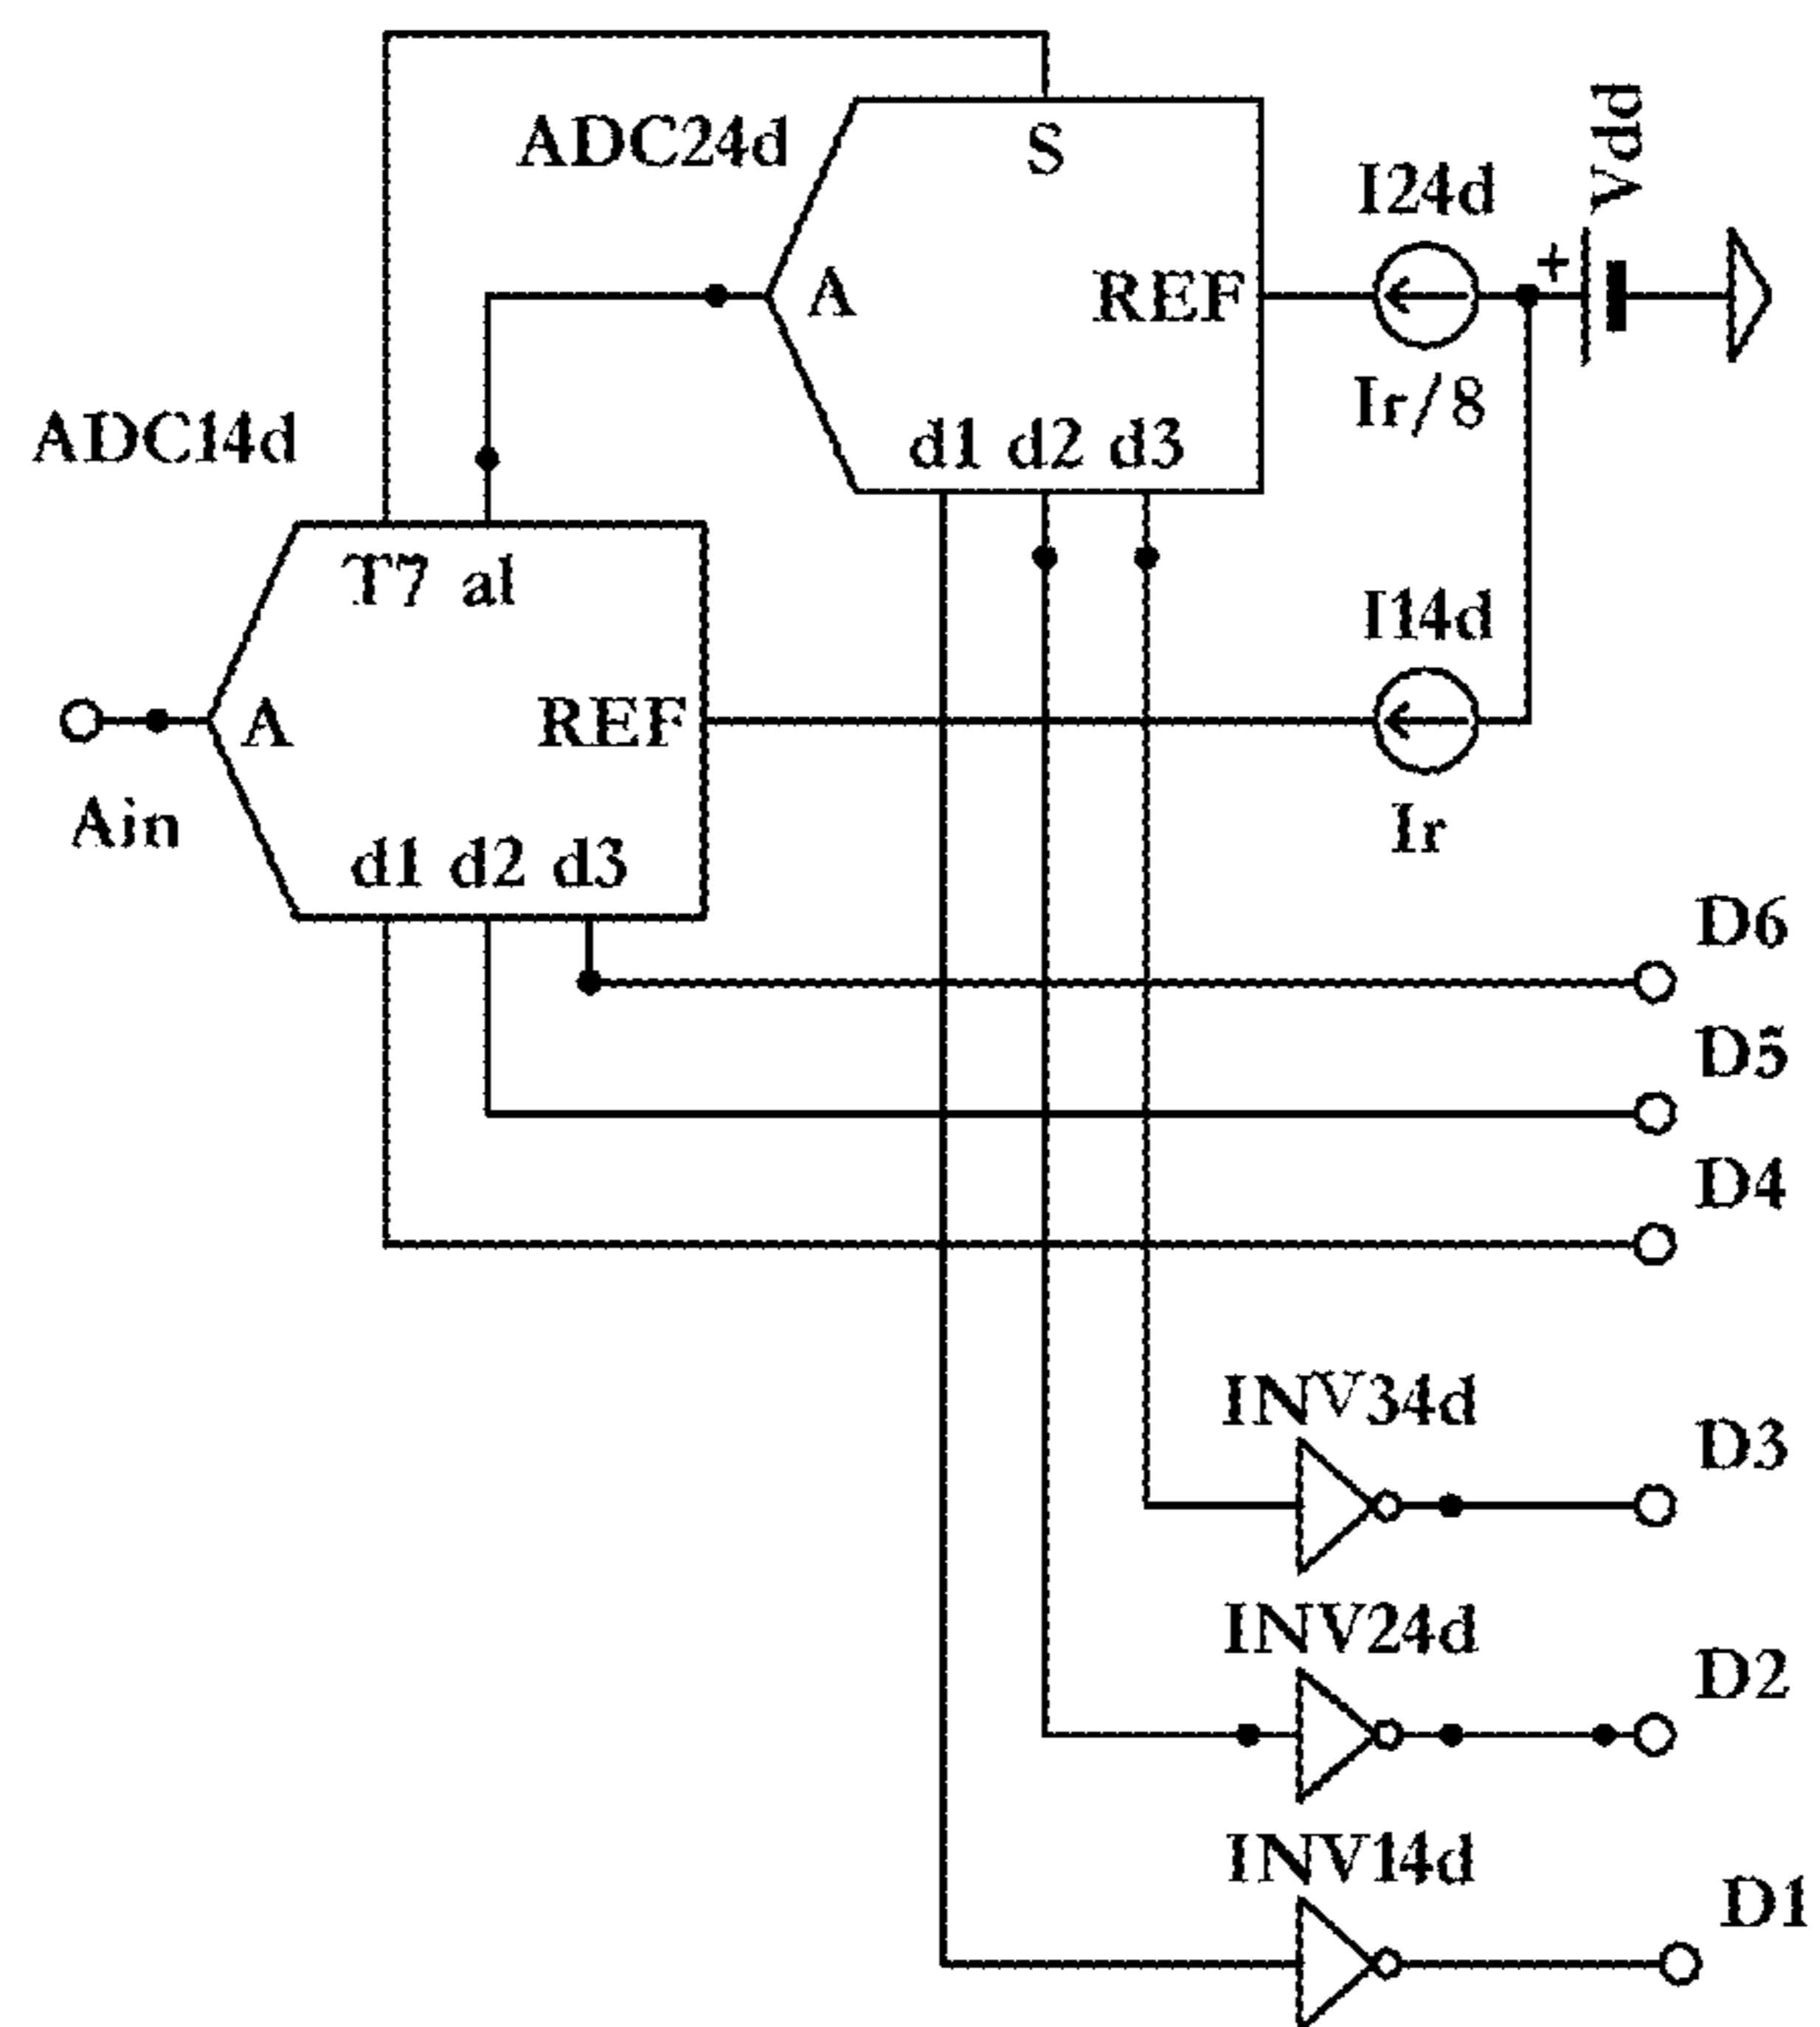 ADC24d
S
Vdd
I24d
+
A
REF
Ir/8
d1 d2 d3
ADC14d
T7 al
I14d
A
REF
Ir
Ain
d1 d2 d3
D6
D5
D4
INV34d
D3
INV24d
D2
INV14d
D1